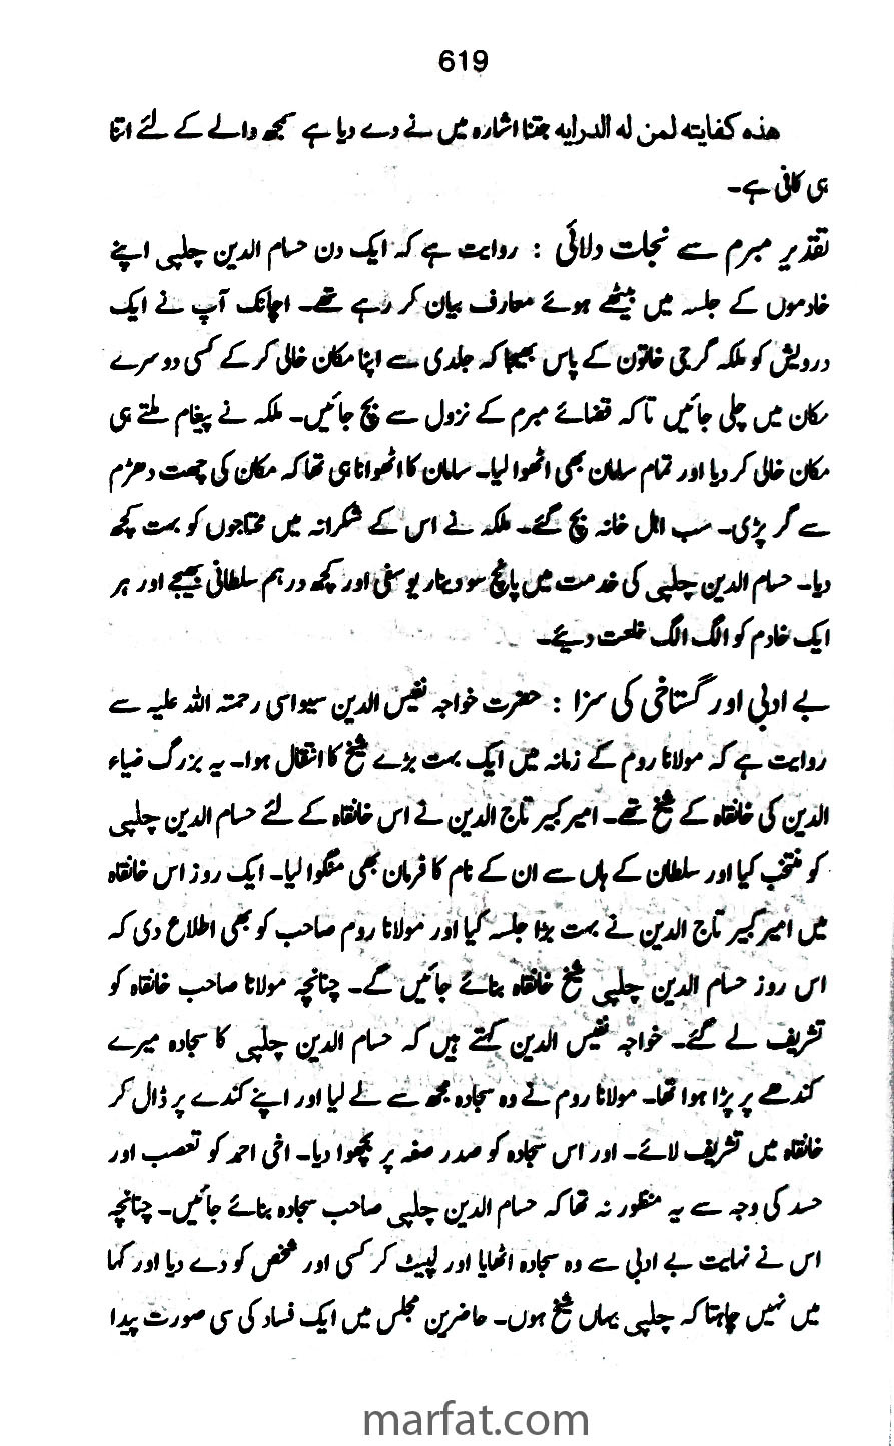 619
هذه كفايته لمن له الدرايه جتنا اشارہ میں نے دے دیا ہے سمجھ والے کے لئے اتنا
ہی کافی ہے۔
تقدیر مبرم سے نجات دلائی : روایت ہے کہ ایک دن حسام الدین چلپی اپنے
خادموں کے جلسہ میں بیٹھے ہوئے معارف بیان کر رہے تھے۔ اچانک آپ نے ایک
درویش کو ملکہ گرجی خاتون کے پاس بھیجا کہ جلدی سے اپنا مکان خالی کر کے کسی دوسرے
مکان میں چلی جائیں تاکہ قضائے مبرم کے نزول سے بچ جائیں۔ ملکہ نے پیغام ملتے ہی
مکان خالی کر دیا اور تمام سامان بھی اٹھوا لیا۔ سامان کا اٹھوانا ہی تھا کہ مکان کی چھت دھڑم
سے گر پڑی۔ سب اہل خانہ بچ گئے۔ ملکہ نے اس کے شکرانہ میں محتاجوں کو بہت کچھ
دیا۔ حسام الدین چلپی کی خدمت میں پانچ سو دینار یوسفی اور کچھ درہم سلطانی بھیجے اور ہر
ایک خادم کو الگ الگ خلعت دیئے۔
بے ادبی اور گستاخی کی سزا : حضرت خواجہ نفیس الدین سیواسی رحمتہ اللہ علیہ سے
روایت ہے کہ مولانا روم کے زمانہ میں ایک بہت بڑے شیخ کا انتقال ہوا۔ یہ بزرگ ضیاء
الدین کی خانقاہ کے شیخ تھے۔ امیر کبیر تاج الدین نے اس خانقاہ کے لئے حسام الدین چلپی
کو منتخب کیا اور سلطان کے ہاں سے ان کے نام کا فرمان بھی منگوا لیا۔ ایک روز اس خانقاہ
میں امیر کبیر تاج الدین نے بہت بڑا جلسہ کیا اور مولانا روم صاحب کو بھی اطلاع دی کہ
اس روز حسام الدین چلپی شیخ خانقاہ بنائے جائیں گے۔ چنانچہ مولانا صاحب خانقاہ کو
تشریف لے گئے۔ خواجہ نفیس الدین کہتے ہیں کہ حسام الدین چلپی کا سجادہ میرے
کندھے پر پڑا ہوا تھا۔ مولانا روم نے وہ سجادہ مجھ سے لے لیا اور اپنے کندے پر ڈال کر
خانقاہ میں تشریف لائے۔ اور اس سجادہ کو صدر صفہ پر بچھوا دیا۔ اخی احمد کو تعصب اور
حسد کی وجہ سے یہ منظور نہ تھا کہ حسام الدین چلپی صاحب سجادہ بنائے جائیں۔ چنانچہ
اس نے نہایت بے ادبی سے وہ سجادہ اٹھایا اور لپیٹ کر کسی اور شخص کو دے دیا اور کہا
میں نہیں چاہتا کہ چلپی یہاں شیخ ہوں۔ حاضرین مجلس میں ایک فساد کی سی صورت پیدا
marfat.com